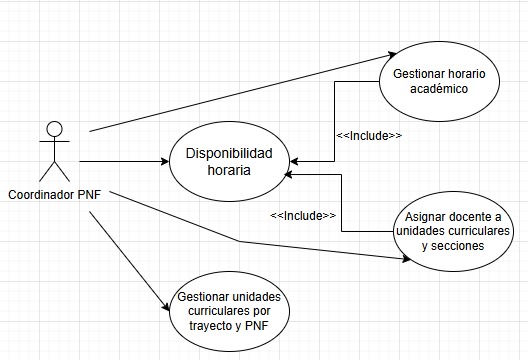 Gestionar horario
académico
<<Include>>
Disponibilidad
horaria
Coordinador PNF
<<Include>>
Asignar docente a
unidades curriculares
y secciones
Gestionar unidades
curriculares por
trayecto y PNF